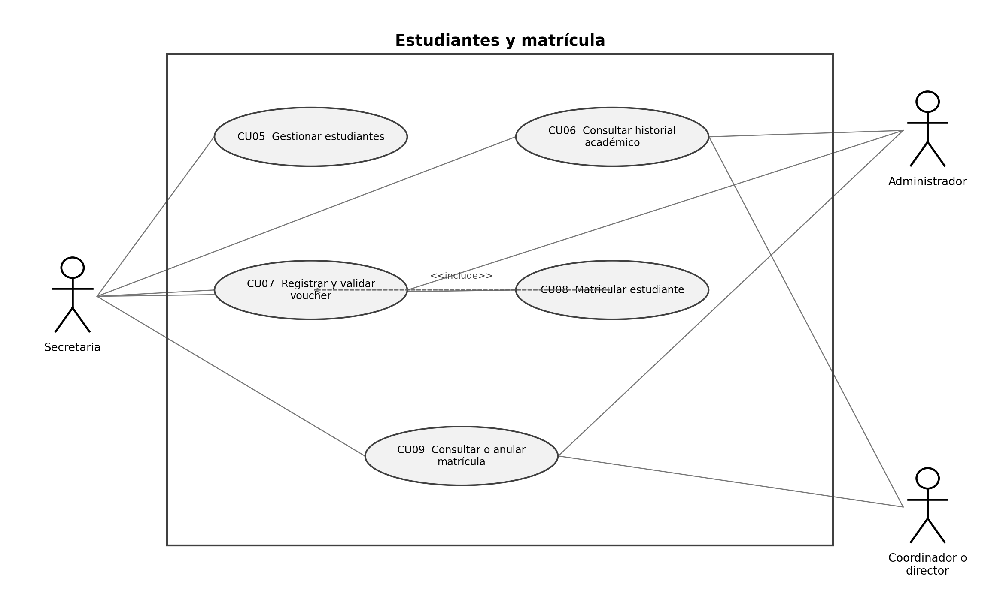 Estudiantes y matrícula
CU05  Gestionar estudiantes
CU06  Consultar historial
académico
Administrador
CU07  Registrar y validar
voucher
<<include>>
CU08  Matricular estudiante
Secretaria
CU09  Consultar o anular
matrícula
Coordinador o
director